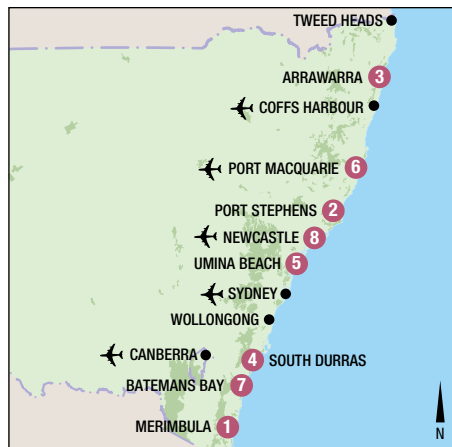 TWEED HEADS
ARRAWARRA 3
COFFS HARBOUR
PORT MACQUARIE 6
PORT STEPHENS 2
NEWCASTLE 8
UMINA BEACH 5
SYDNEY
WOLLONGONG
CANBERRA
4 SOUTH DURRAS
BATEMANS BAY 7
MERIMBULA 1
N